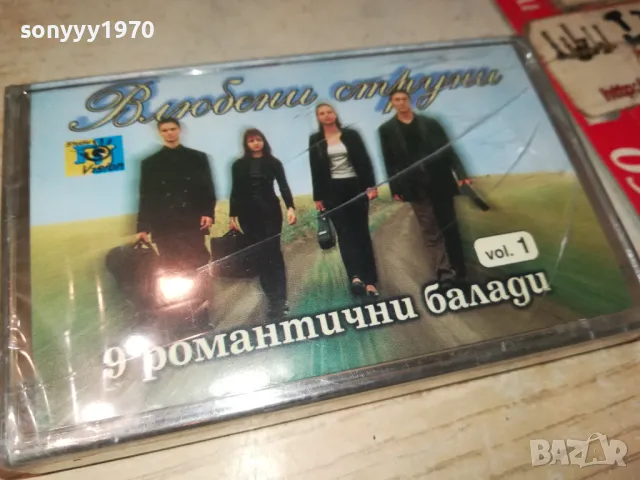 sonyyy1970
Влюбени струни
vol. 1
9 романтични балади
BAZAR